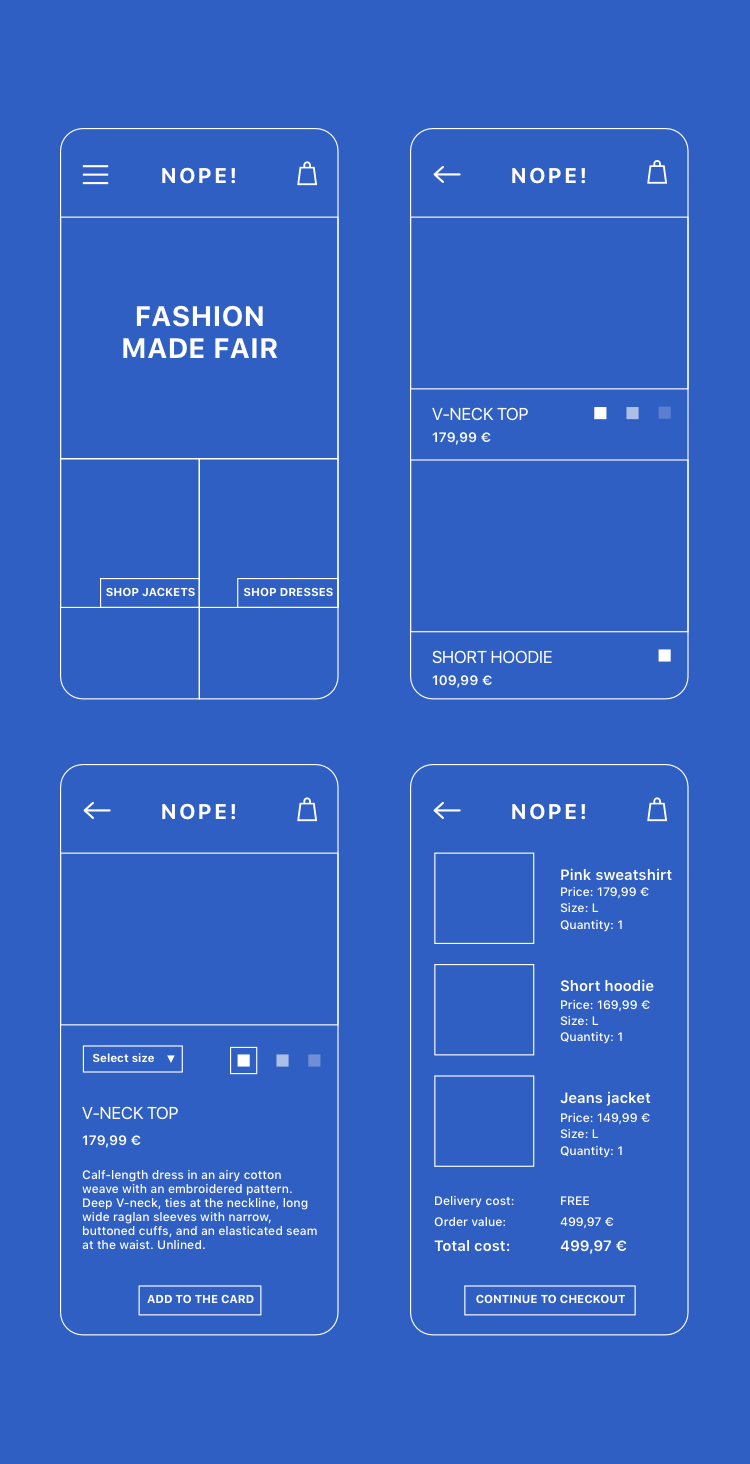 NOPE!
FASHION
MADE FAIR
SHOP JACKETS
SHOP DRESSES
NOPE!
V-NECK TOP
179,99 €
SHORT HOODIE
109,99 €
NOPE!
Select size
V-NECK TOP
179,99 €
Calf-length dress in an airy cotton
weave with an embroidered pattern.
Deep V-neck, ties at the neckline, long
wide raglan sleeves with narrow,
buttoned cuffs, and an elasticated seam
at the waist. Unlined.
ADD TO THE CARD
NOPE!
Pink sweatshirt
Price: 179,99 €
Size: L
Quantity: 1
Short hoodie
Price: 169,99 €
Size: L
Quantity: 1
Jeans jacket
Price: 149,99 €
Size: L
Quantity: 1
Delivery cost: FREE
Order value: 499,97 €
Total cost: 499,97 €
CONTINUE TO CHECKOUT